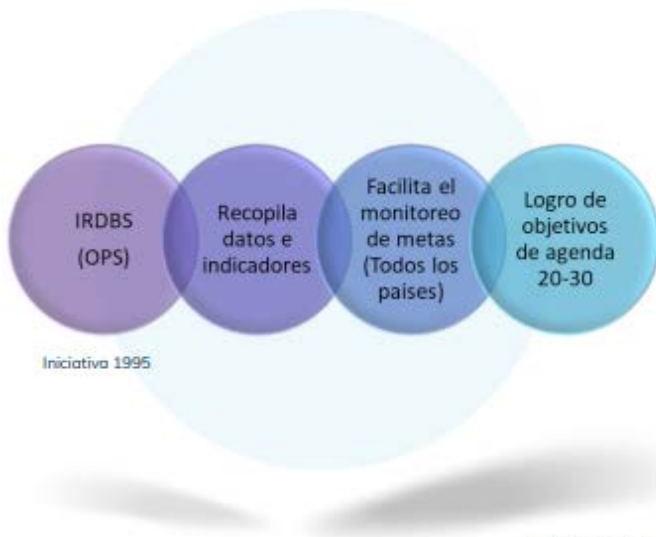 IRDBS
(OPS)
Recopila
datos e
indicadores
Facilita el
monitoreo
de metas
(Todos los
paises)
Logro de
objetivos
de agenda
20-30
Iniciativa 1995